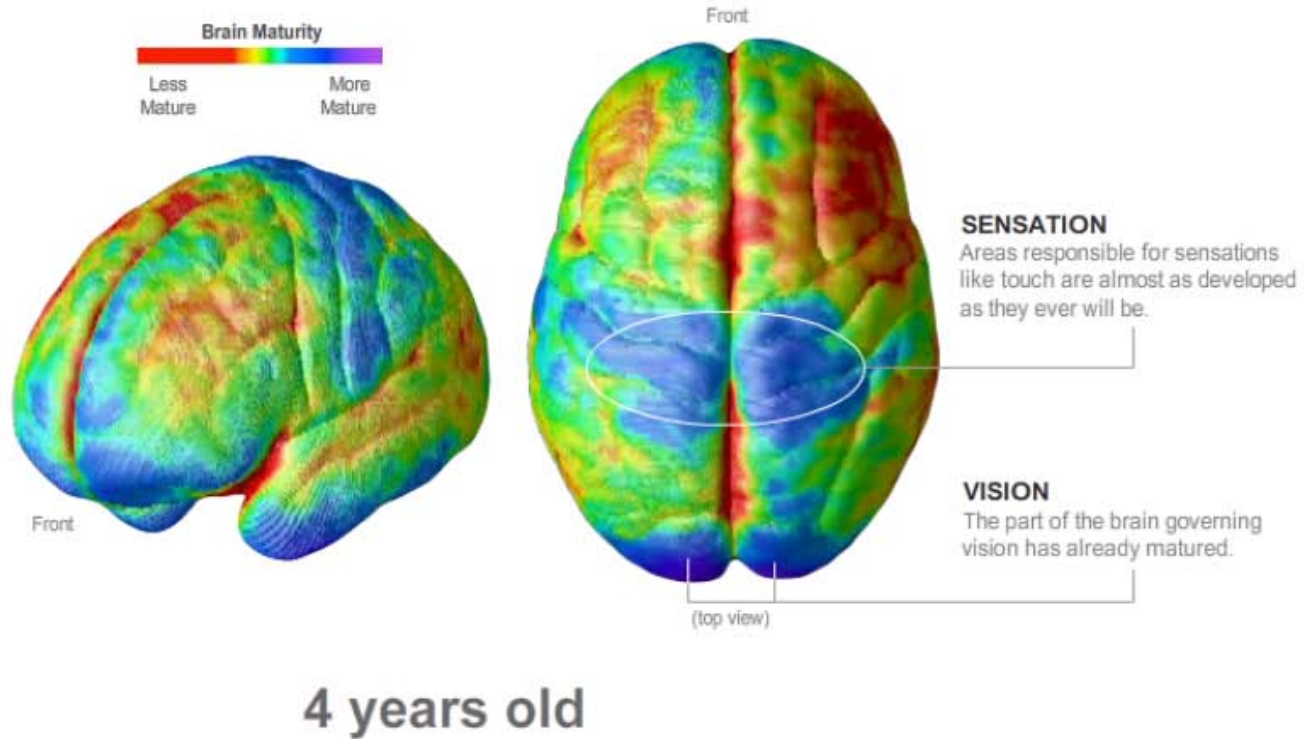 Front
Brain Maturity
Less
Mature
More
Mature
SENSATION
Areas responsible for sensations
like touch are almost as developed
as they ever will be.
VISION
The part of the brain governing
vision has already matured.
Front
(top view)
4 years old